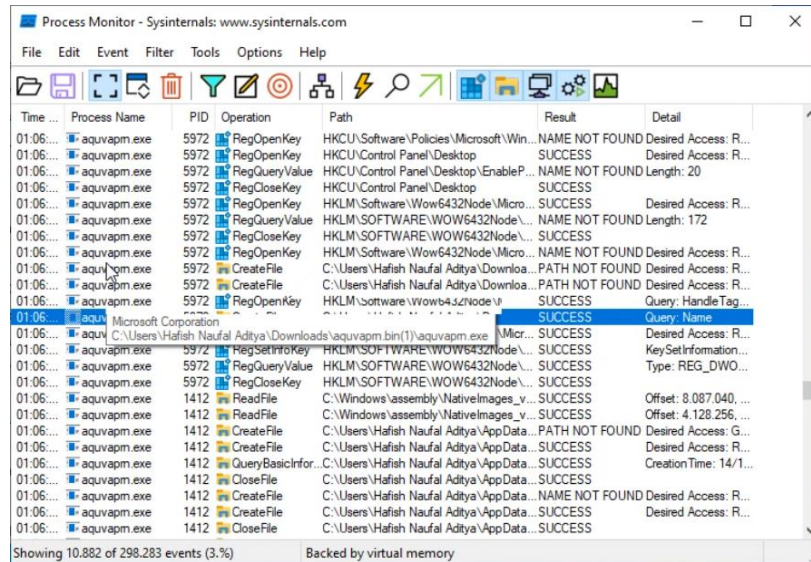 Process Monitor - Sysinternals: www.sysinternals.com
File Edit Event Filter Tools Options Help
Time ... Process Name PID Operation Path Result Detail
01:06:... aquvapm.exe 5972 RegOpenKey HKCU\Software\Policies\Microsoft\Win... NAME NOT FOUND Desired Access: R...
01:06:... aquvapm.exe 5972 RegOpenKey HKCU\Control Panel\Desktop SUCCESS Desired Access: R...
01:06:... aquvapm.exe 5972 RegQueryValue HKCU\Control Panel\Desktop\EnableP... NAME NOT FOUND Length: 20
01:06:... aquvapm.exe 5972 RegCloseKey HKCU\Control Panel\Desktop SUCCESS
01:06:... aquvapm.exe 5972 RegOpenKey HKLM\Software\Wow6432Node\Micro... SUCCESS Desired Access: R...
01:06:... aquvapm.exe 5972 RegQueryValue HKLM\SOFTWARE\WOW6432Node\... NAME NOT FOUND Length: 172
01:06:... aquvapm.exe 5972 RegCloseKey HKLM\SOFTWARE\WOW6432Node\... SUCCESS
01:06:... aquvapm.exe 5972 RegOpenKey HKLM\Software\Wow6432Node\Micro... NAME NOT FOUND Desired Access: R...
01:06:... aquvapm.exe 5972 CreateFile C:\Users\Hafish Naufal Aditya\Downloa... PATH NOT FOUND Desired Access: R...
01:06:... aquvapm.exe 5972 CreateFile C:\Users\Hafish Naufal Aditya\Downloa... PATH NOT FOUND Desired Access: R...
01:06:... aquvapm.exe 5972 RegOpenKey HKLM\Software\Wow6432Node\ SUCCESS Query: HandleTag...
01:06:... aquv SUCCESS Query: Name
Microsoft Corporation
C:\Users\Hafish Naufal Aditya\Downloads\aquvapm.bin(1)\aquvapm.exe
01:06:... aqu \Micr... SUCCESS Desired Access: R...
01:06:... aquvapm.exe 5972 RegSetInfoKey HKLM\SOFTWARE\WOW6432Node\... SUCCESS KeySetInformation...
01:06:... aquvapm.exe 5972 RegQueryValue HKLM\SOFTWARE\WOW6432Node\... SUCCESS Type: REG_DWO...
01:06:... aquvapm.exe 5972 RegCloseKey HKLM\SOFTWARE\WOW6432Node\... SUCCESS
01:06:... aquvapm.exe 1412 ReadFile C:\Windows\assembly\NativeImages_v... SUCCESS Offset: 8.087.040, ...
01:06:... aquvapm.exe 1412 ReadFile C:\Windows\assembly\NativeImages_v... SUCCESS Offset: 4.128.256, ...
01:06:... aquvapm.exe 1412 CreateFile C:\Users\Hafish Naufal Aditya\AppData... PATH NOT FOUND Desired Access: G...
01:06:... aquvapm.exe 1412 CreateFile C:\Users\Hafish Naufal Aditya\AppData... SUCCESS Desired Access: R...
01:06:... aquvapm.exe 1412 QueryBasicInfor... C:\Users\Hafish Naufal Aditya\AppData... SUCCESS CreationTime: 14/1...
01:06:... aquvapm.exe 1412 CloseFile C:\Users\Hafish Naufal Aditya\AppData... SUCCESS
01:06:... aquvapm.exe 1412 CreateFile C:\Users\Hafish Naufal Aditya\AppData... NAME NOT FOUND Desired Access: R...
01:06:... aquvapm.exe 1412 CreateFile C:\Users\Hafish Naufal Aditya\AppData... SUCCESS Desired Access: R...
01:06:... aquvapm.exe 1412 CloseFile C:\Users\Hafish Naufal Aditya\AppData... SUCCESS
Showing 10.882 of 298.283 events (3.%) Backed by virtual memory